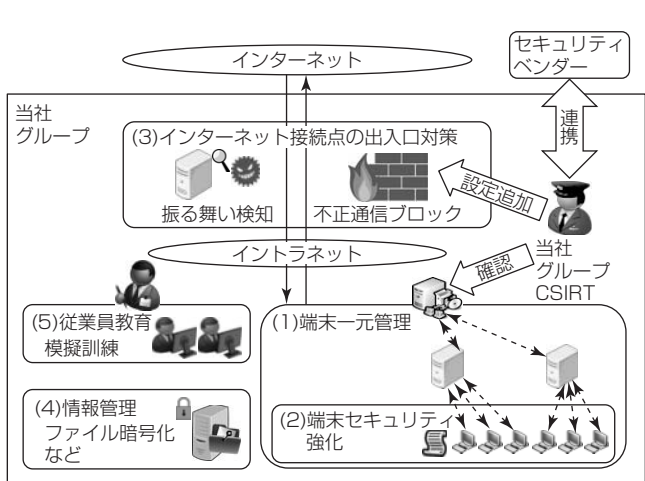 インターネット
セキュリティ
ベンダー
当社
グループ
連携
(3)インターネット接続点の出入口対策
振る舞い検知
不正通信ブロック
設定追加
イントラネット
確認
当社
グループ
CSIRT
(5)従業員教育
模擬訓練
(1)端末一元管理
(4)情報管理
ファイル暗号化
など
(2)端末セキュリティ
強化